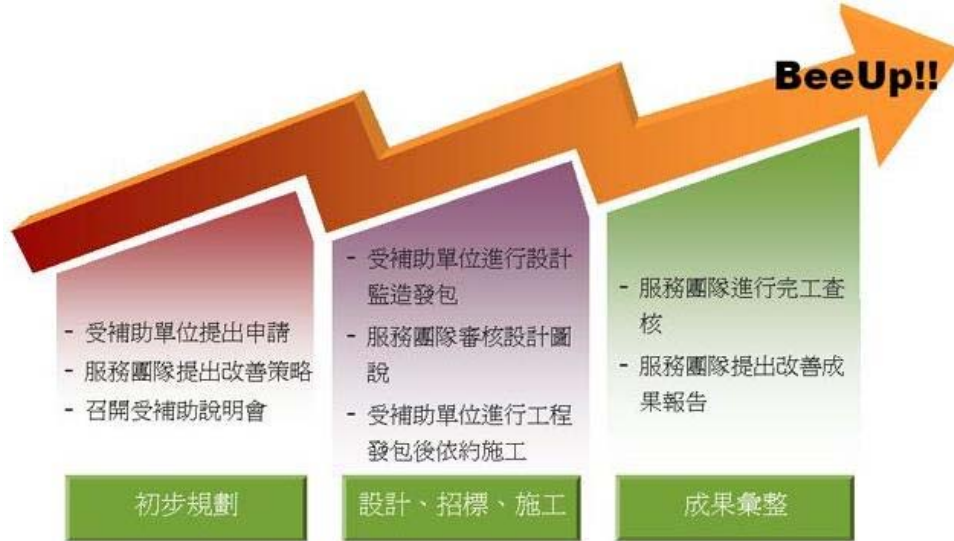 BeeUp!!
- 受補助單位提出申請
- 服務團隊提出改善策略
- 召開受補助說明會
初步規劃
- 受補助單位進行設計
監造發包
- 服務團隊審核設計圖
說
- 受補助單位進行工程
發包後依約施工
設計、招標、施工
- 服務團隊進行完工查
核
- 服務團隊提出改善成
果報告
成果彙整